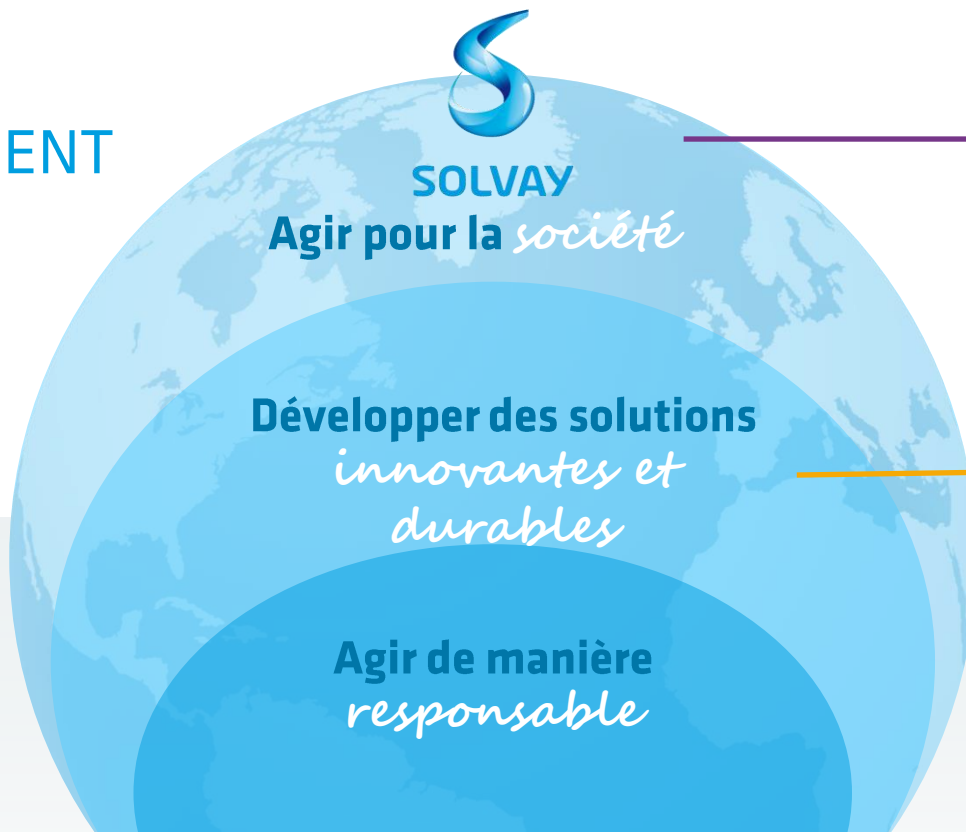 ENT
SOLVAY
Agir pour la société
Développer des solutions
innovantes et
durables
Agir de manière
responsable